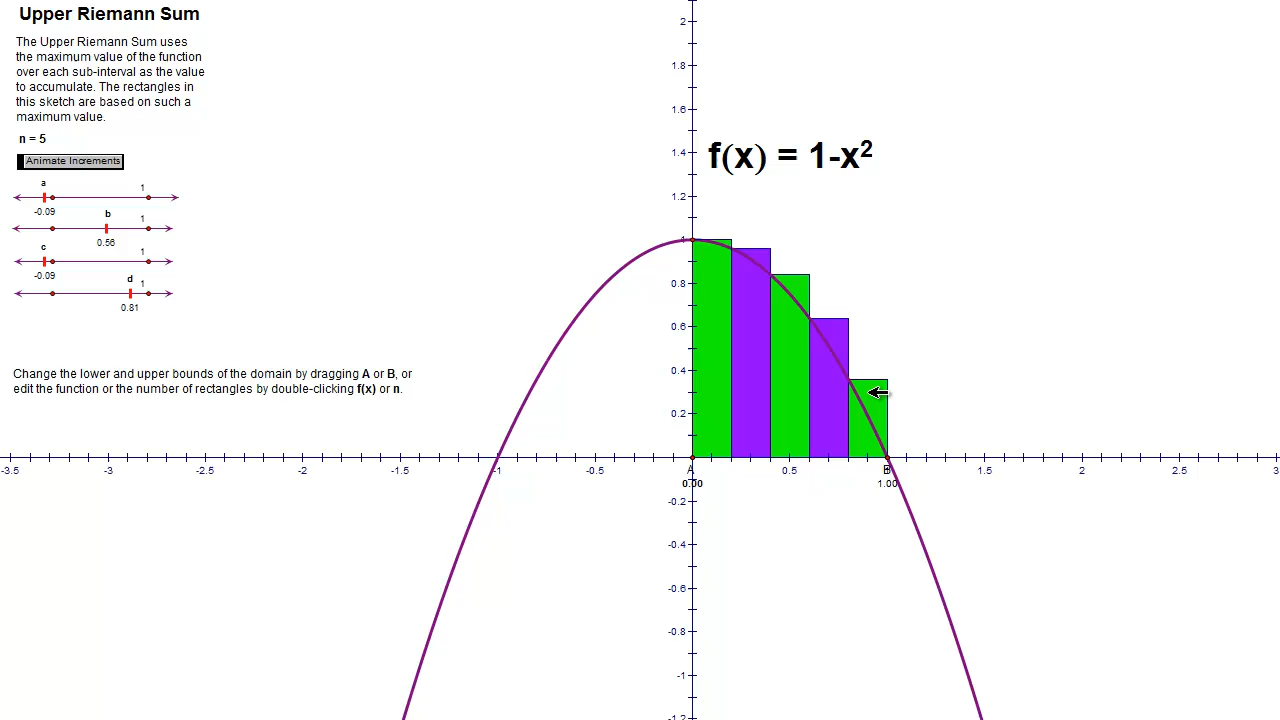 Upper Riemann Sum
The Upper Riemann Sum uses
the maximum value of the function
over each sub-interval as the value
to accumulate. The rectangles in
this sketch are based on such a
maximum value.
n = 5
Animate Increments
a
1
-0.09
b
1
0.56
c
1
-0.09
d
1
0.81
Change the lower and upper bounds of the domain by dragging A or B, or
edit the function or the number of rectangles by double-clicking f(x) or n.
f(x) = 1-x²
2
1.8
1.6
1.4
1.2
1
0.8
0.6
0.4
0.2
-3.5 -3 -2.5 -2 -1.5 -1 -0.5 A 0.5 B 1.5 2 2.5 3
0.00 1.00
-0.2
-0.4
-0.6
-0.8
-1
-1.2